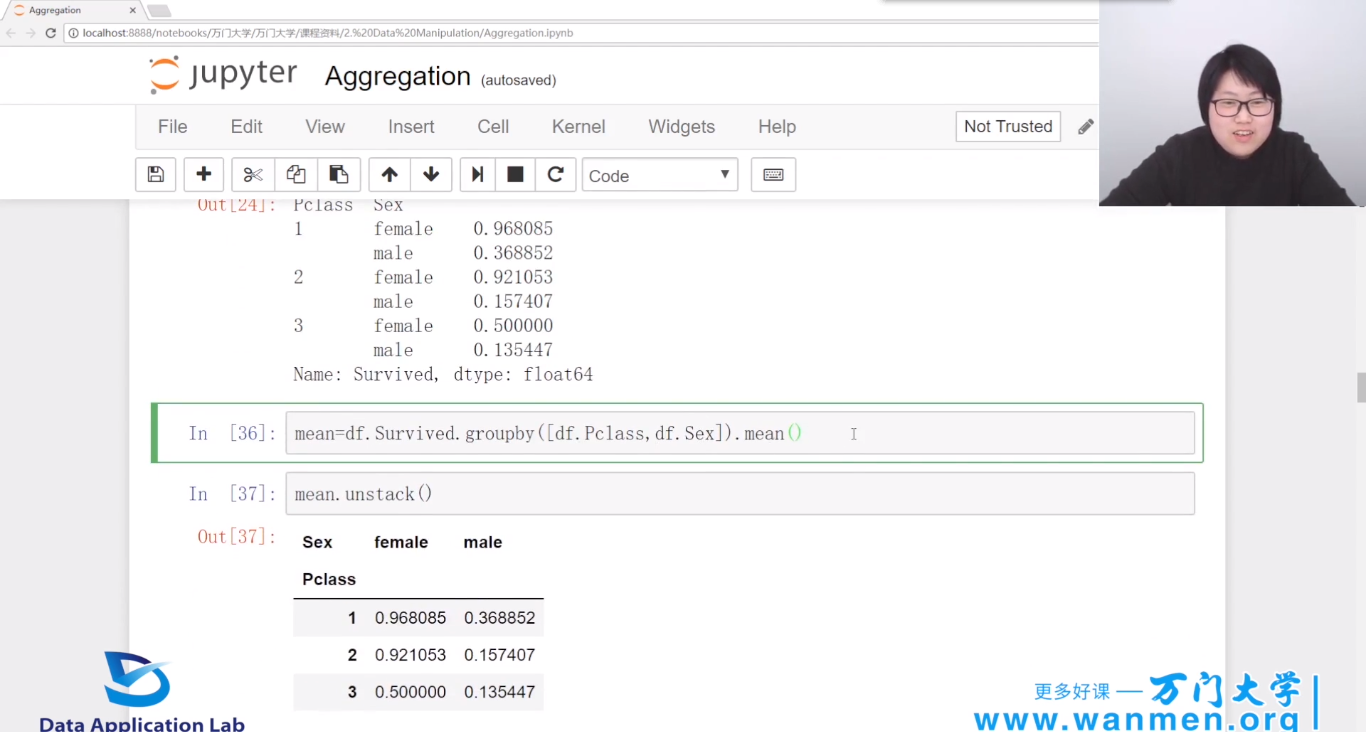 Aggregation
localhost:8888/notebooks/万门大学/万门大学/课程资料/2.%20Data%20Manipulation/Aggregation.ipynb
jupyter Aggregation (autosaved)
File Edit View Insert Cell Kernel Widgets Help Not Trusted
Code
Out[24]: Pclass Sex
1 female 0.968085
male 0.368852
2 female 0.921053
male 0.157407
3 female 0.500000
male 0.135447
Name: Survived, dtype: float64
In [36]: mean=df.Survived.groupby([df.Pclass,df.Sex]).mean()
In [37]: mean.unstack()
Out[37]: Sex female male
Pclass
1 0.968085 0.368852
2 0.921053 0.157407
3 0.500000 0.135447
Data Application Lab
更多好课 — 万门大学
www.wanmen.org